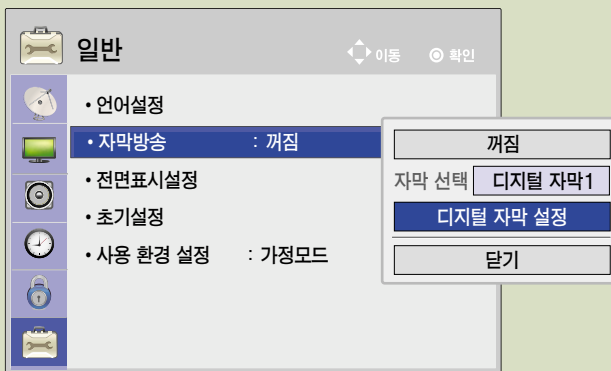 일반
이동 확인
• 언어설정
• 자막방송 : 꺼짐
• 전면표시설정
• 초기설정
• 사용 환경 설정 : 가정모드
꺼짐
자막 선택 디지털 자막1
디지털 자막 설정
닫기